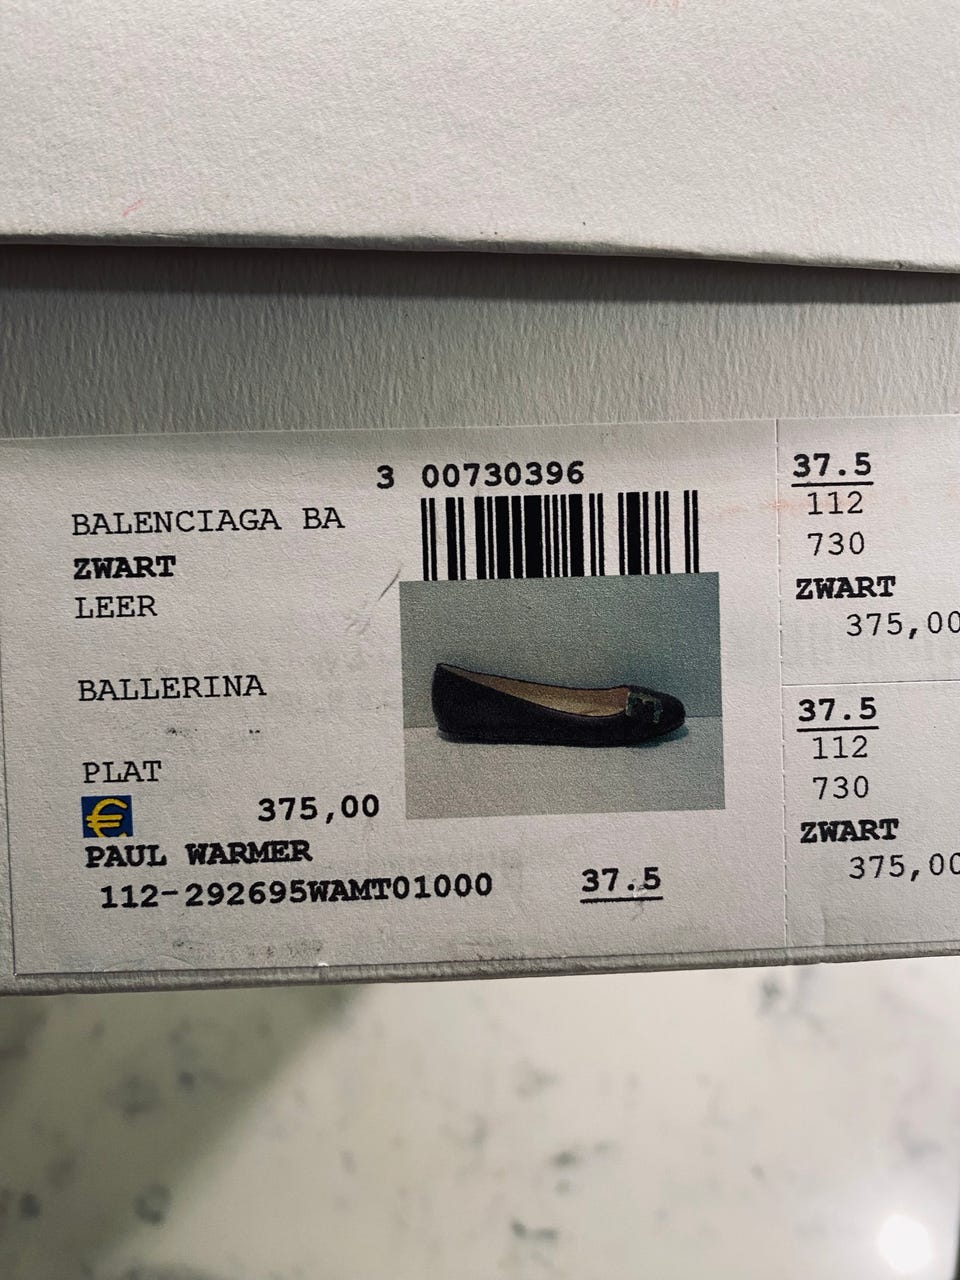 3 00730396
BALENCIAGA BA
ZWART
LEER
BALLERINA
PLAT
€ 375,00
PAUL WARMER
112-292695WAMT01000 37.5
37.5
112
730
ZWART
375,00
37.5
112
730
ZWART
375,00